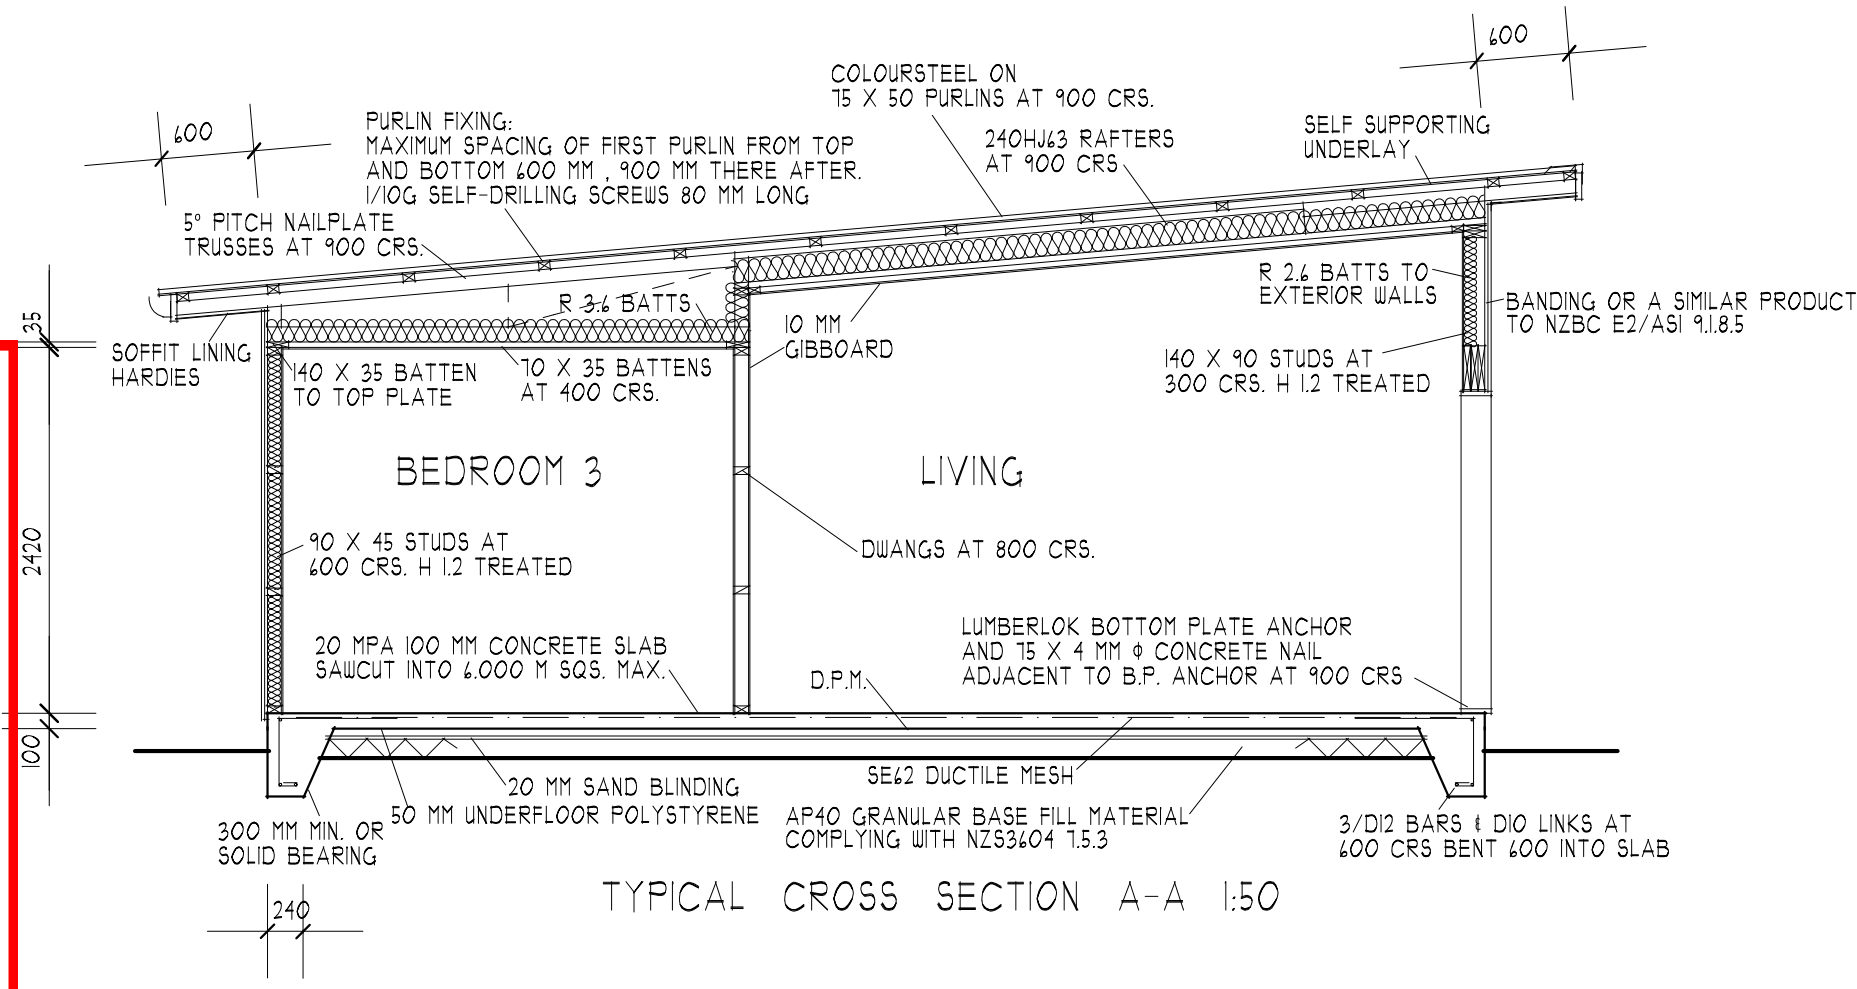 600
COLOURSTEEL ON
75 X 50 PURLINS AT 900 CRS.
600
PURLIN FIXING:
MAXIMUM SPACING OF FIRST PURLIN FROM TOP
AND BOTTOM 600 MM , 900 MM THERE AFTER.
1/10G SELF-DRILLING SCREWS 80 MM LONG
240HJ63 RAFTERS
AT 900 CRS
SELF SUPPORTING
UNDERLAY
5° PITCH NAILPLATE
TRUSSES AT 900 CRS.
R 3.6 BATTS
R 2.6 BATTS TO
EXTERIOR WALLS
BANDING OR A SIMILAR PRODUCT
TO NZBC E2/AS1 9.1.8.5
35
SOFFIT LINING
HARDIES
10 MM
GIBBOARD
140 X 35 BATTEN
TO TOP PLATE
70 X 35 BATTENS
AT 400 CRS.
140 X 90 STUDS AT
300 CRS. H 1.2 TREATED
BEDROOM 3
LIVING
2420
90 X 45 STUDS AT
600 CRS. H 1.2 TREATED
DWANGS AT 800 CRS.
20 MPA 100 MM CONCRETE SLAB
SAWCUT INTO 6.000 M SQS. MAX.
D.P.M.
LUMBERLOK BOTTOM PLATE ANCHOR
AND 75 X 4 MM ϕ CONCRETE NAIL
ADJACENT TO B.P. ANCHOR AT 900 CRS
100
20 MM SAND BLINDING
50 MM UNDERFLOOR POLYSTYRENE
SE62 DUCTILE MESH
AP40 GRANULAR BASE FILL MATERIAL
COMPLYING WITH NZS3604 7.5.3
300 MM MIN. OR
SOLID BEARING
3/D12 BARS & D10 LINKS AT
600 CRS BENT 600 INTO SLAB
240
TYPICAL CROSS SECTION A-A 1:50